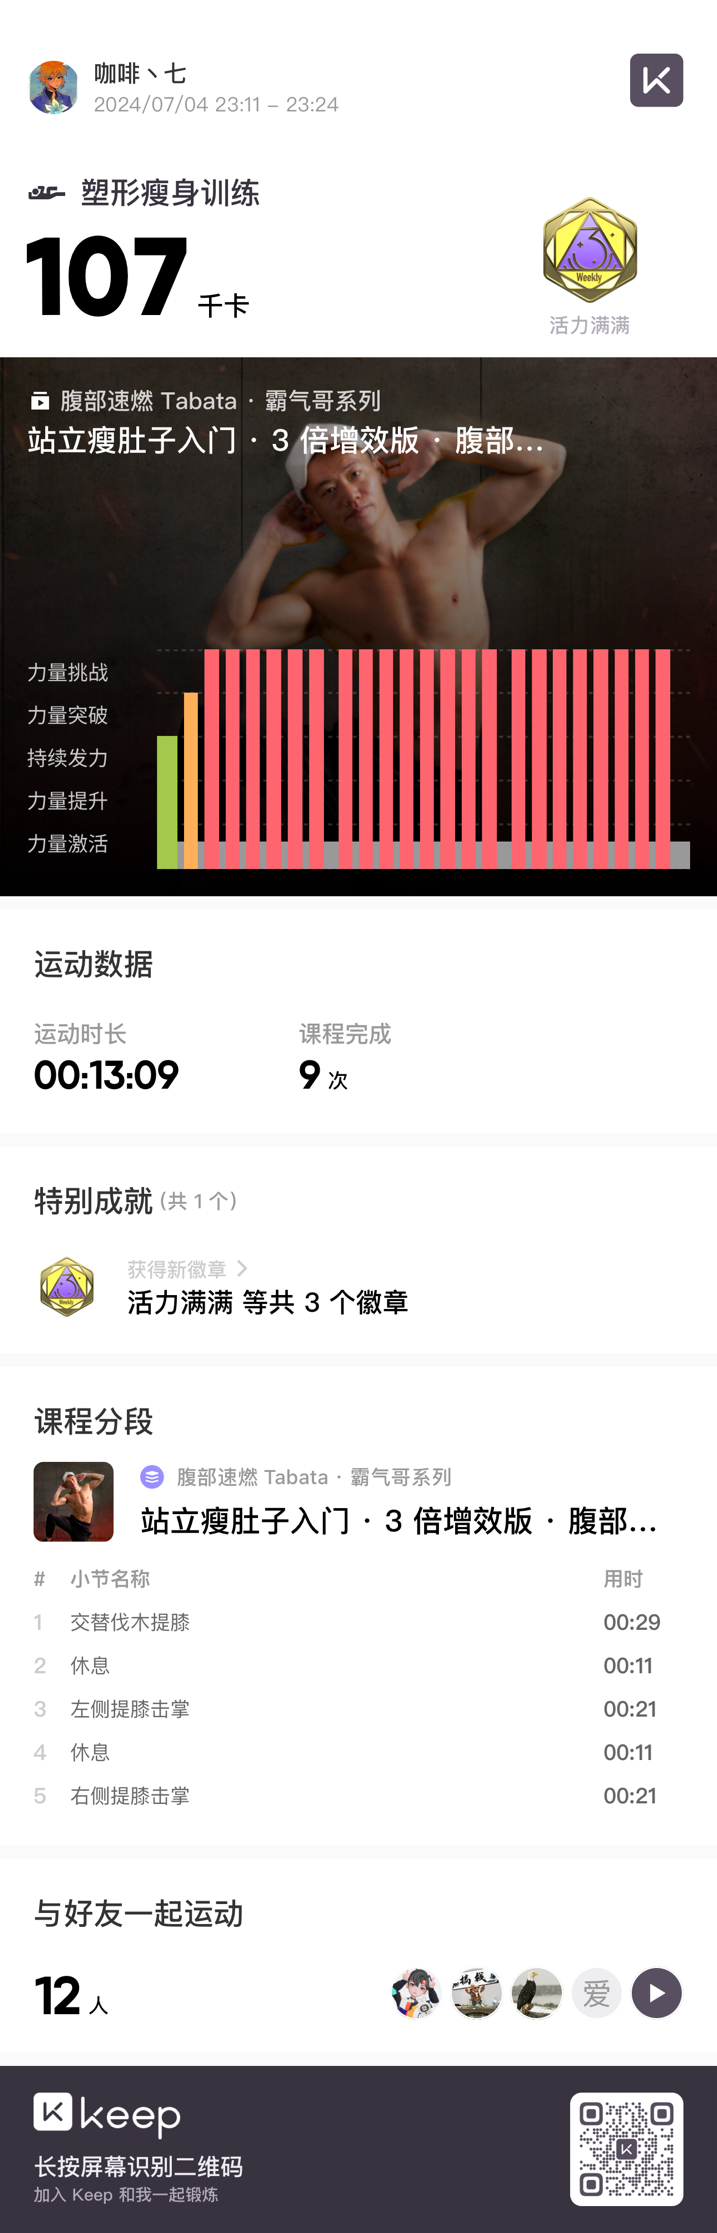 咖啡丶七
2024/07/04 23:11 – 23:24
塑形瘦身训练
107 千卡
3
Weekly
活力满满
腹部速燃 Tabata · 霸气哥系列
站立瘦肚子入门 · 3 倍增效版 · 腹部...
力量挑战
力量突破
持续发力
力量提升
力量激活
运动数据
运动时长 课程完成
00:13:09 9 次
特别成就 (共 1 个)
3
Weekly
获得新徽章
活力满满 等共 3 个徽章
课程分段
腹部速燃 Tabata · 霸气哥系列
站立瘦肚子入门 · 3 倍增效版 · 腹部...
# 小节名称 用时
1 交替伐木提膝 00:29
2 休息 00:11
3 左侧提膝击掌 00:21
4 休息 00:11
5 右侧提膝击掌 00:21
与好友一起运动
12 人
爱
keep
长按屏幕识别二维码
加入 Keep 和我一起锻炼